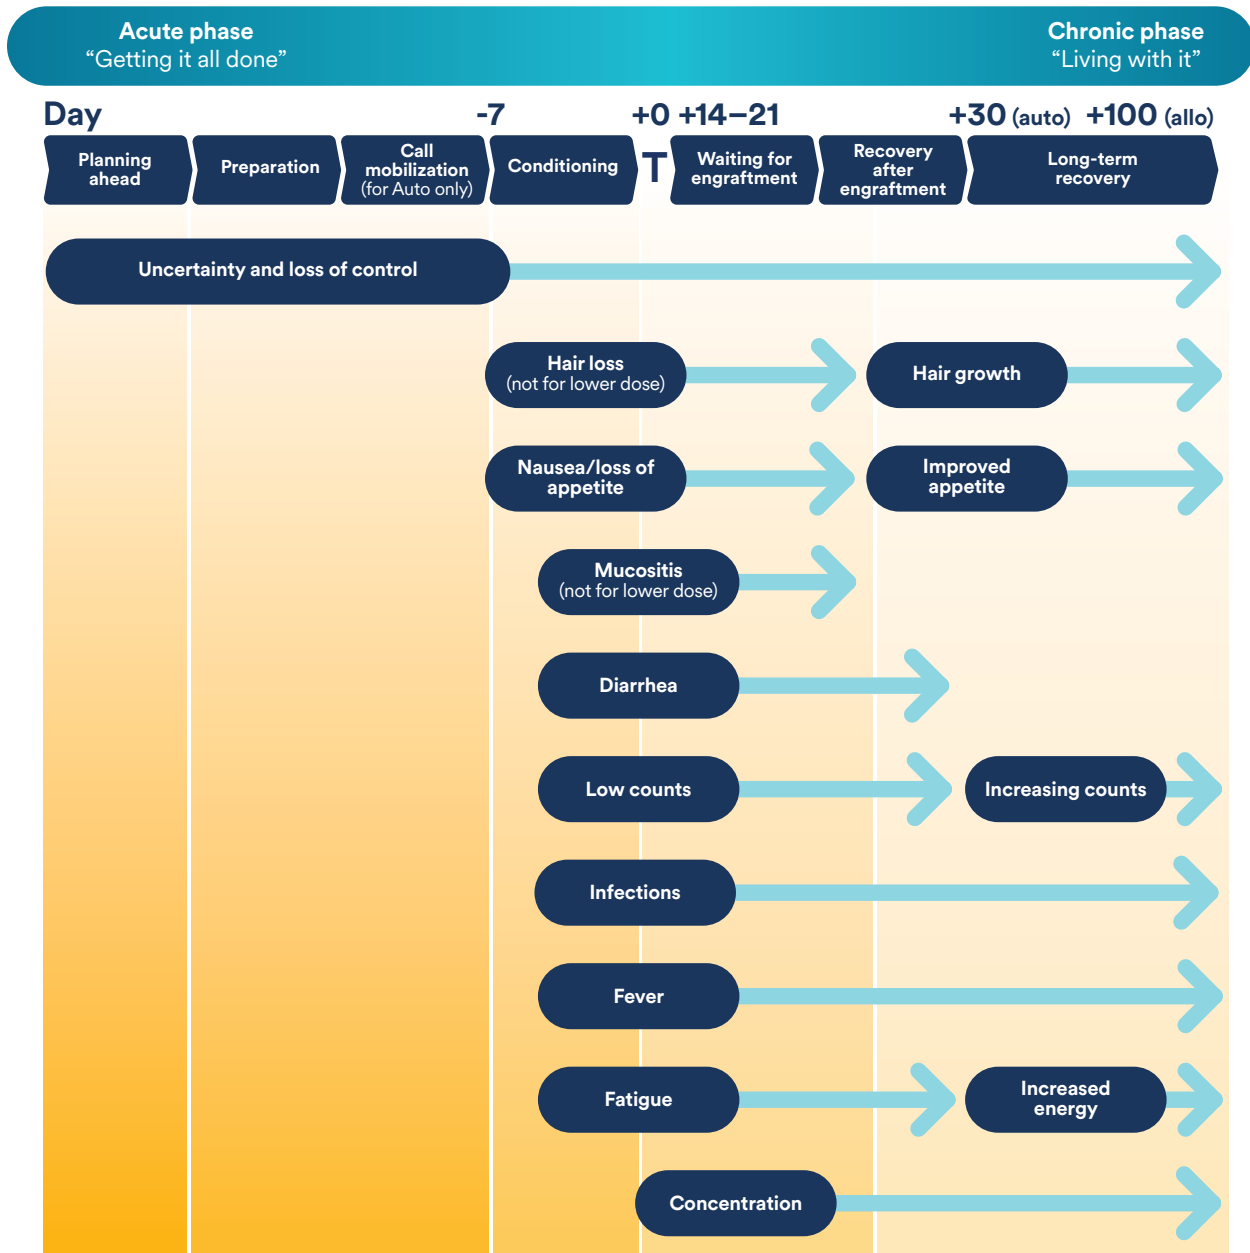 Acute phase
“Getting it all done”
Chronic phase
“Living with it”
Day
-7
+0 +14–21
+30 (auto) +100 (allo)
Planning
ahead
Preparation
Call
mobilization
(for Auto only)
Conditioning
T
Waiting for
engraftment
Recovery
after
engraftment
Long-term
recovery
Uncertainty and loss of control
Hair loss
(not for lower dose)
Hair growth
Nausea/loss of
appetite
Improved
appetite
Mucositis
(not for lower dose)
Diarrhea
Low counts
Increasing counts
Infections
Fever
Fatigue
Increased
energy
Concentration